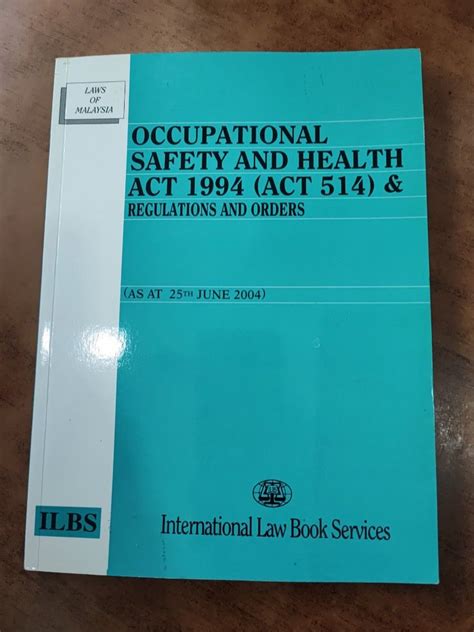 LAWS
OF
MALAYSIA
OCCUPATIONAL
SAFETY AND HEALTH
ACT 1994 (ACT 514) &
REGULATIONS AND ORDERS
(AS AT 25TH JUNE 2004)
ILBS
International Law Book Services